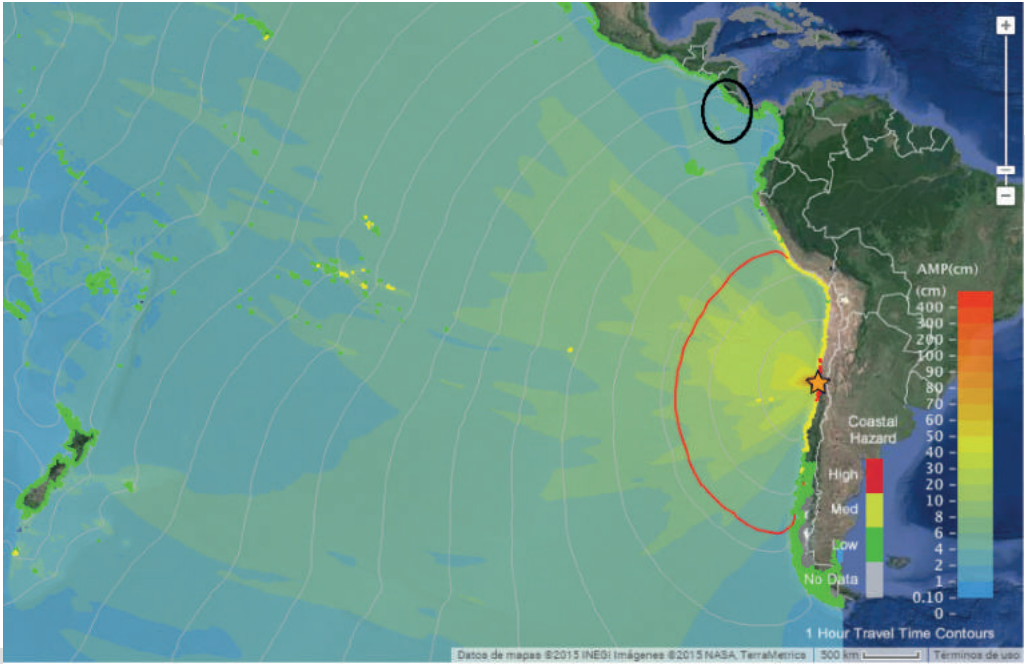 +
−
AMP(cm)
(cm)
400
300
200
100
90
80
70
60
50
40
30
20
10
8
6
4
2
1
0.10
0
Coastal
Hazard
High
Med
Low
No Data
1 Hour Travel Time Contours
Datos de mapas ©2015 INEGI Imágenes ©2015 NASA, TerraMetrics
500 km
Términos de uso